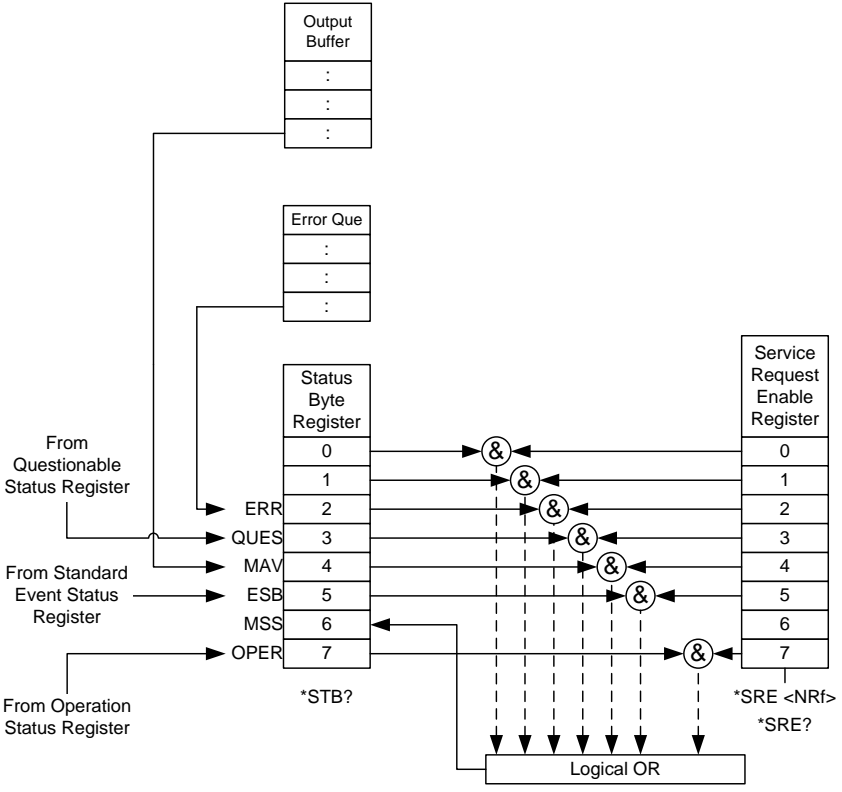 Output
Buffer
:
:
:
Error Que
:
:
:
Status
Byte
Register
0
1
ERR 2
QUES 3
MAV 4
ESB 5
MSS 6
OPER 7
*STB?
From
Questionable
Status Register
From Standard
Event Status
Register
From Operation
Status Register
&
&
&
&
&
&
&
Service
Request
Enable
Register
0
1
2
3
4
5
6
7
*SRE <NRf>
*SRE?
Logical OR